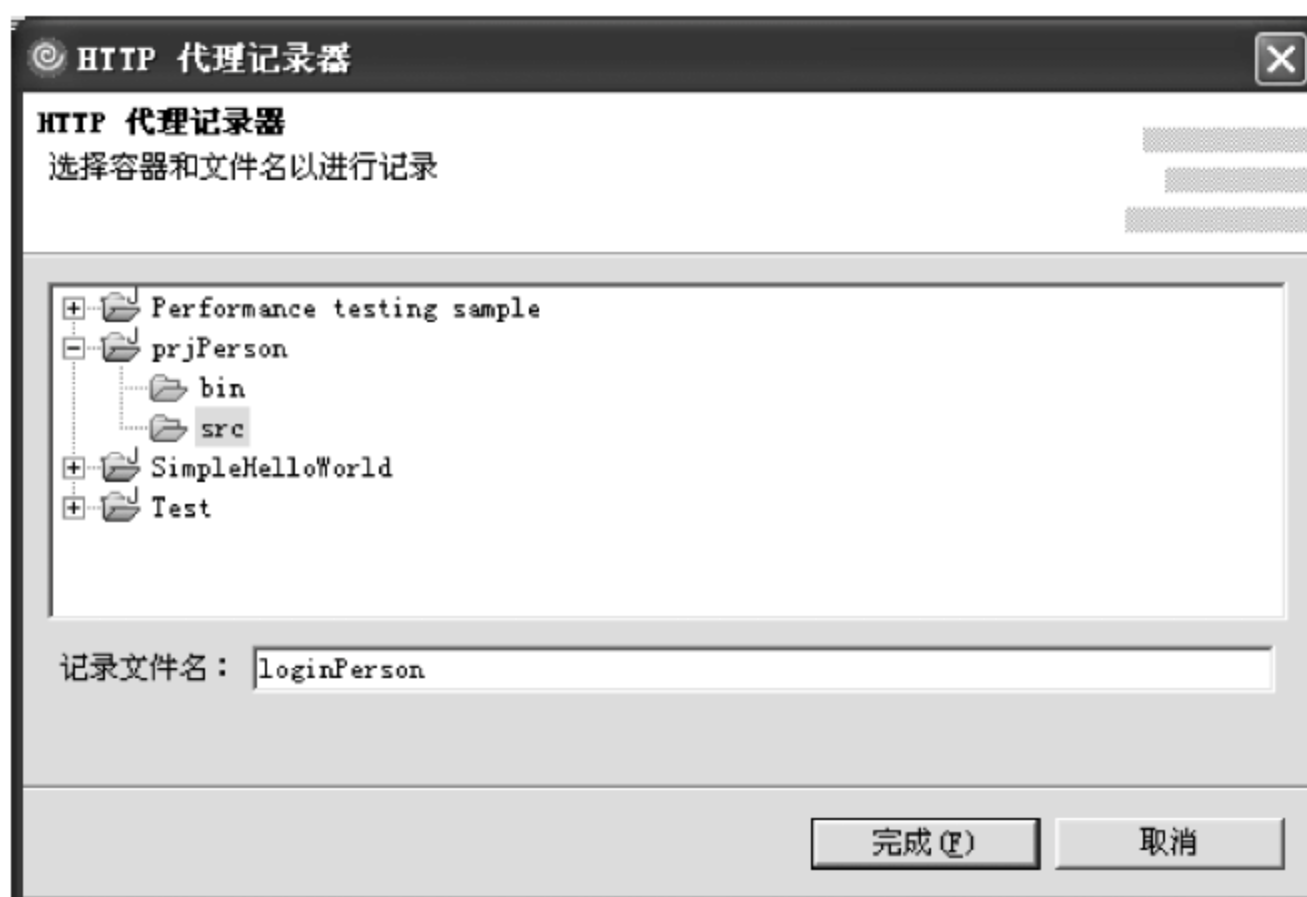 HTTP 代理记录器
HTTP 代理记录器
选择容器和文件名以进行记录
Performance testing sample
prjPerson
bin
src
SimpleHelloWorld
Test
记录文件名：loginPerson
完成(F) 取消